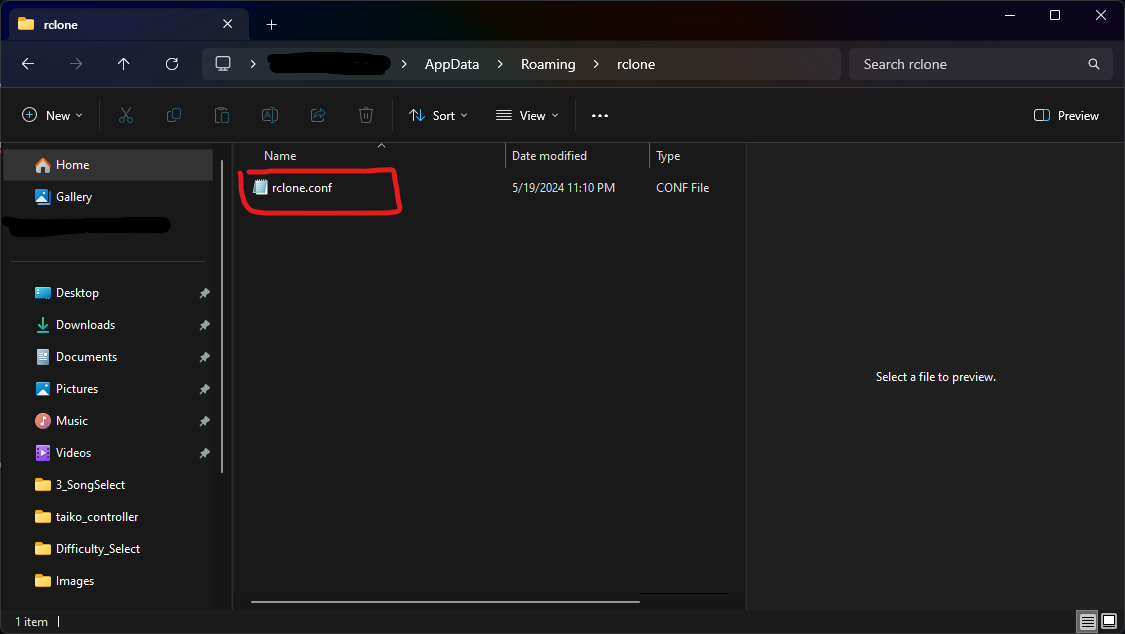 rclone
AppData Roaming rclone
Search rclone
New
Sort
View
Preview
Home
Gallery
Desktop
Downloads
Documents
Pictures
Music
Videos
3_SongSelect
taiko_controller
Difficulty_Select
Images
Name Date modified Type
rclone.conf 5/19/2024 11:10 PM CONF File
Select a file to preview.
1 item